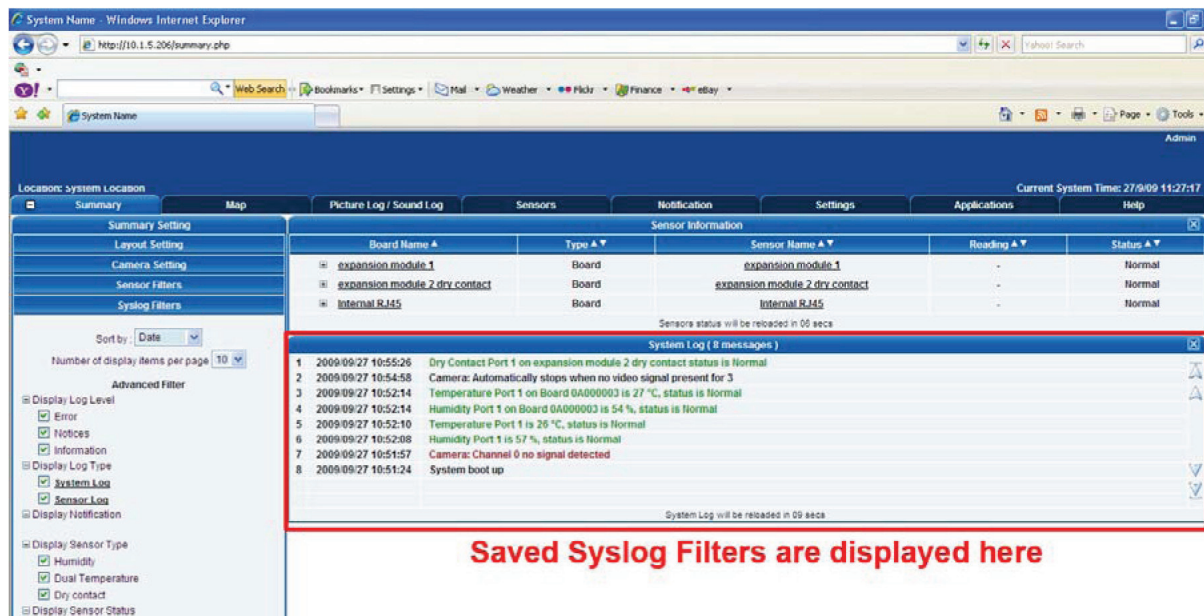 System Name - Windows Internet Explorer
http://10.1.5.206/summary.php
Yahoo! Search
Y! Web Search Bookmarks Settings Mail Weather Flickr Finance eBay
System Name Page Tools
Admin
Location: System Location Current System Time: 27/9/09 11:27:17
Summary Map Picture Log / Sound Log Sensors Notification Settings Applications Help
Summary Setting
Layout Setting
Camera Setting
Sensor Filters
Syslog Filters
Sort by : Date
Number of display items per page 10
Advanced Filter
Display Log Level
Error
Notices
Information
Display Log Type
System Log
Sensor Log
Display Notification
Display Sensor Type
Humidity
Dual Temperature
Dry contact
Display Sensor Status
Sensor Information
Board Name Type Sensor Name Reading Status
expansion module 1 Board expansion module 1 - Normal
expansion module 2 dry contact Board expansion module 2 dry contact - Normal
Internal RJ45 Board Internal RJ45 - Normal
Sensors status will be reloaded in 06 secs
System Log ( 8 messages )
1 2009/09/27 10:55:26 Dry Contact Port 1 on expansion module 2 dry contact status is Normal
2 2009/09/27 10:54:58 Camera: Automatically stops when no video signal present for 3
3 2009/09/27 10:52:14 Temperature Port 1 on Board 0A000003 is 27 °C, status is Normal
4 2009/09/27 10:52:14 Humidity Port 1 on Board 0A000003 is 54 %, status is Normal
5 2009/09/27 10:52:10 Temperature Port 1 is 26 °C, status is Normal
6 2009/09/27 10:52:08 Humidity Port 1 is 57 %, status is Normal
7 2009/09/27 10:51:57 Camera: Channel 0 no signal detected
8 2009/09/27 10:51:24 System boot up
System Log will be reloaded in 09 secs
Saved Syslog Filters are displayed here